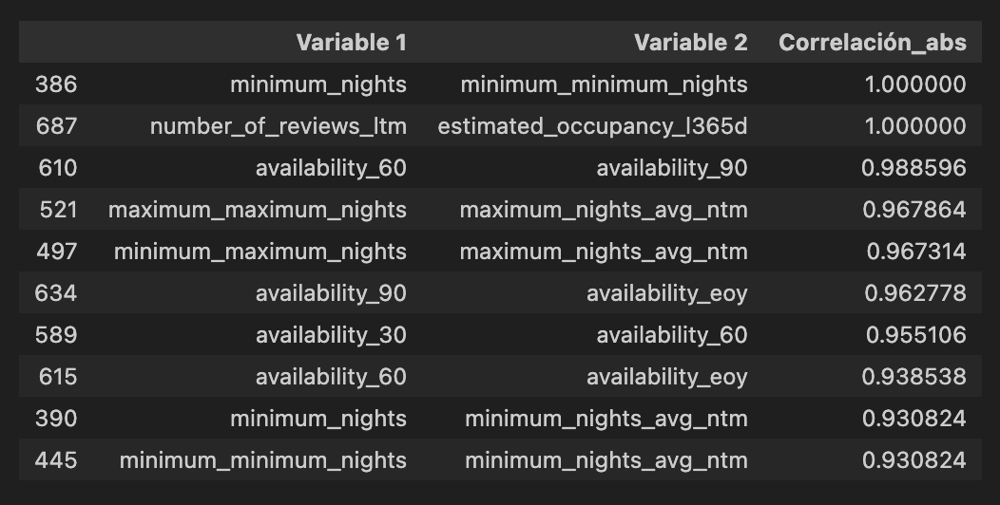 Variable 1 Variable 2 Correlación_abs
386 minimum_nights minimum_minimum_nights 1.000000
687 number_of_reviews_ltm estimated_occupancy_l365d 1.000000
610 availability_60 availability_90 0.988596
521 maximum_maximum_nights maximum_nights_avg_ntm 0.967864
497 minimum_maximum_nights maximum_nights_avg_ntm 0.967314
634 availability_90 availability_eoy 0.962778
589 availability_30 availability_60 0.955106
615 availability_60 availability_eoy 0.938538
390 minimum_nights minimum_nights_avg_ntm 0.930824
445 minimum_minimum_nights minimum_nights_avg_ntm 0.930824